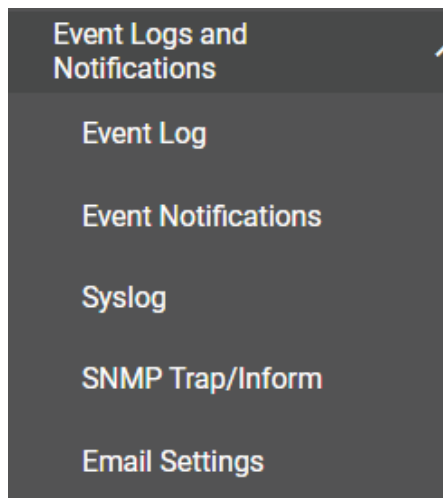 Event Logs and
Notifications
Event Log
Event Notifications
Syslog
SNMP Trap/Inform
Email Settings